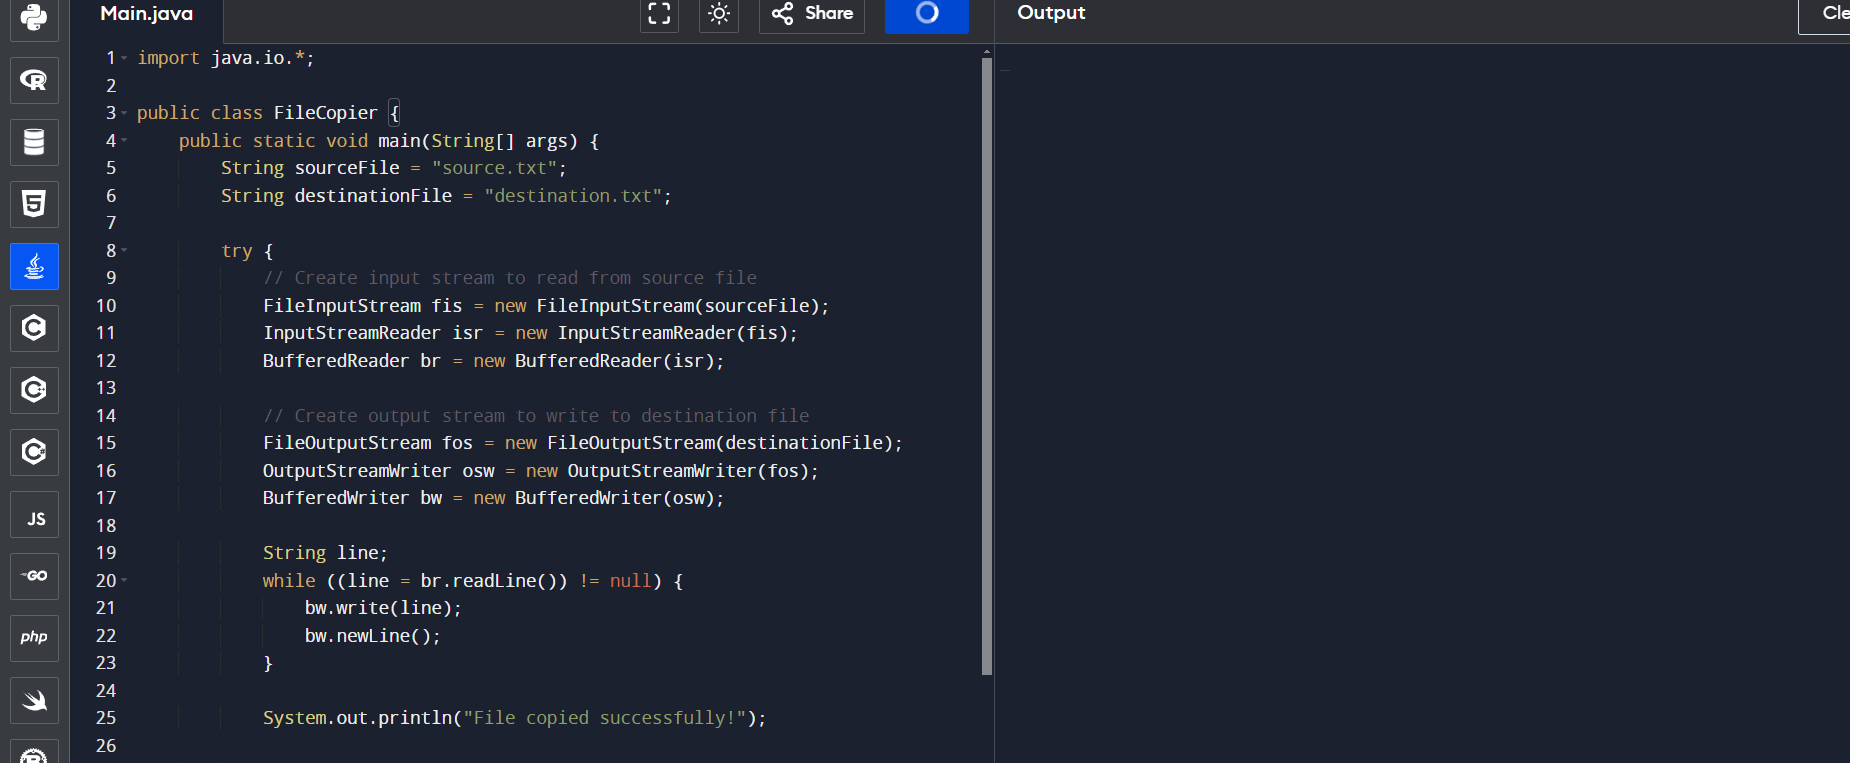 Main.java
Share
Output
Cle
1 import java.io.*;
2
3 public class FileCopier {
4     public static void main(String[] args) {
5         String sourceFile = "source.txt";
6         String destinationFile = "destination.txt";
7
8         try {
9             // Create input stream to read from source file
10             FileInputStream fis = new FileInputStream(sourceFile);
11             InputStreamReader isr = new InputStreamReader(fis);
12             BufferedReader br = new BufferedReader(isr);
13
14             // Create output stream to write to destination file
15             FileOutputStream fos = new FileOutputStream(destinationFile);
16             OutputStreamWriter osw = new OutputStreamWriter(fos);
17             BufferedWriter bw = new BufferedWriter(osw);
18
19             String line;
20             while ((line = br.readLine()) != null) {
21                 bw.write(line);
22                 bw.newLine();
23             }
24
25             System.out.println("File copied successfully!");
26
R
5
C
C
C
JS
GO
php
R